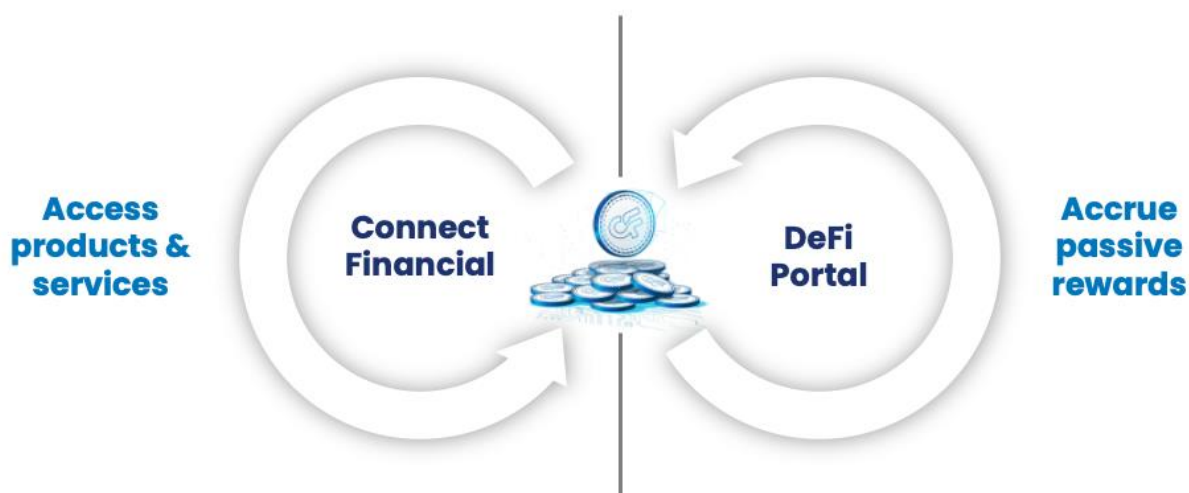 Access
products &
services
Connect
Financial
DeFi
Portal
Accrue
passive
rewards